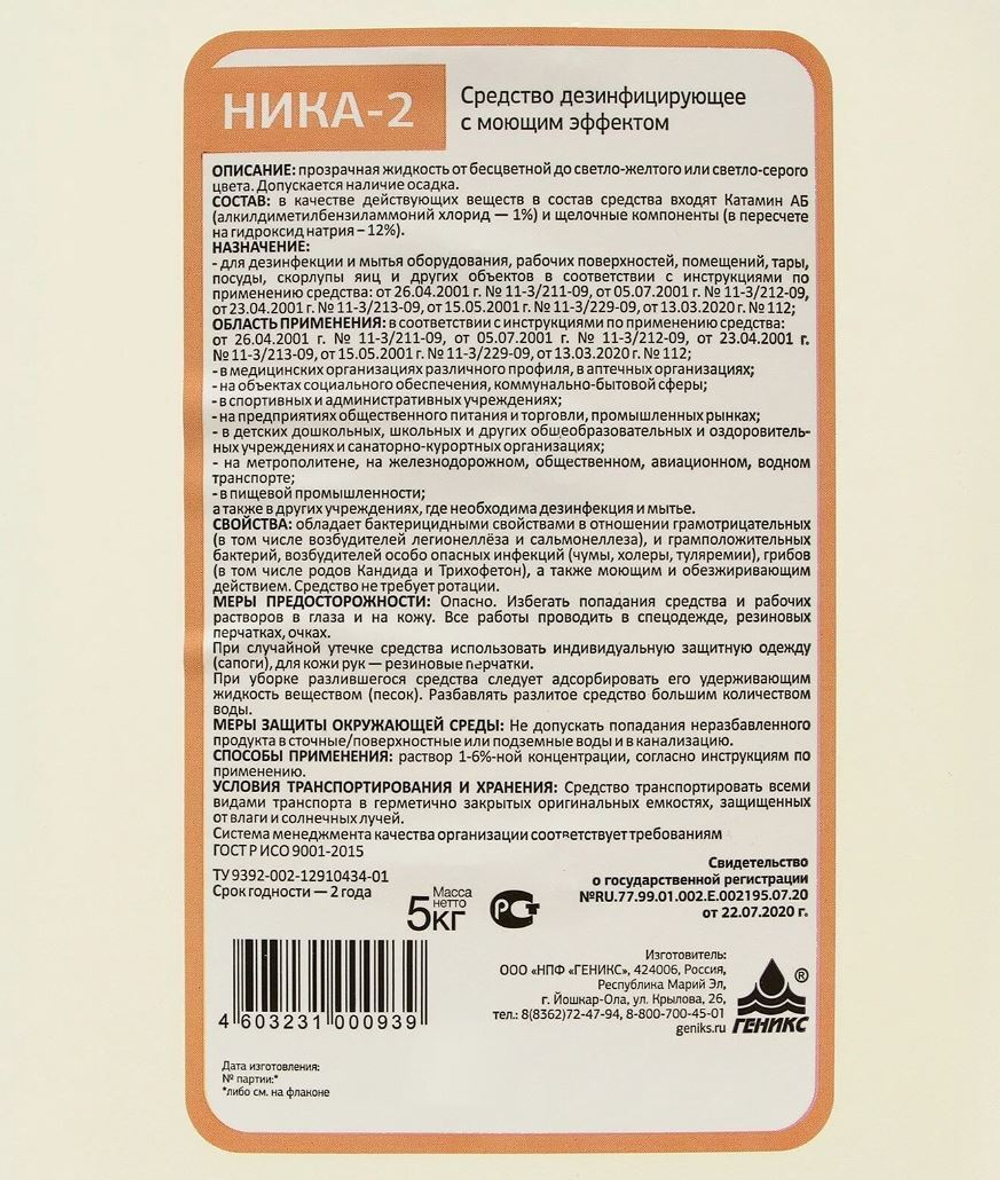 НИКА-2
Средство дезинфицирующее
с моющим эффектом
ОПИСАНИЕ: прозрачная жидкость от бесцветной до светло-желтого или светло-серого
цвета. Допускается наличие осадка.
СОСТАВ: в качестве действующих веществ в состав средства входят Катамин АБ
(алкилдиметилбензиламмоний хлорид — 1%) и щелочные компоненты (в пересчете
на гидроксид натрия – 12%).
НАЗНАЧЕНИЕ:
- для дезинфекции и мытья оборудования, рабочих поверхностей, помещений, тары,
посуды, скорлупы яиц и других объектов в соответствии с инструкциями по
применению средства: от 26.04.2001 г. № 11-3/211-09, от 05.07.2001 г. № 11-3/212-09,
от 23.04.2001 г. № 11-3/213-09, от 15.05.2001 г. № 11-3/229-09, от 13.03.2020 г. № 112;
ОБЛАСТЬ ПРИМЕНЕНИЯ: в соответствии с инструкциями по применению средства:
от 26.04.2001 г. № 11-3/211-09, от 05.07.2001 г. № 11-3/212-09, от 23.04.2001 г.
№ 11-3/213-09, от 15.05.2001 г. № 11-3/229-09, от 13.03.2020 г. № 112;
- в медицинских организациях различного профиля, в аптечных организациях;
- на объектах социального обеспечения, коммунально-бытовой сферы;
- в спортивных и административных учреждениях;
- на предприятиях общественного питания и торговли, промышленных рынках;
- в детских дошкольных, школьных и других общеобразовательных и оздоровитель-
ных учреждениях и санаторно-курортных организациях;
- на метрополитене, на железнодорожном, общественном, авиационном, водном
транспорте;
- в пищевой промышленности;
а также в других учреждениях, где необходима дезинфекция и мытье.
СВОЙСТВА: обладает бактерицидными свойствами в отношении грамотрицательных
(в том числе возбудителей легионеллёза и сальмонеллеза), и грамположительных
бактерий, возбудителей особо опасных инфекций (чумы, холеры, туляремии), грибов
(в том числе родов Кандида и Трихофетон), а также моющим и обезжиривающим
действием. Средство не требует ротации.
МЕРЫ ПРЕДОСТОРОЖНОСТИ: Опасно. Избегать попадания средства и рабочих
растворов в глаза и на кожу. Все работы проводить в спецодежде, резиновых
перчатках, очках.
При случайной утечке средства использовать индивидуальную защитную одежду
(сапоги), для кожи рук — резиновые перчатки.
При уборке разлившегося средства следует адсорбировать его удерживающим
жидкость веществом (песок). Разбавлять разлитое средство большим количеством
воды.
МЕРЫ ЗАЩИТЫ ОКРУЖАЮЩЕЙ СРЕДЫ: Не допускать попадания неразбавленного
продукта в сточные/поверхностные или подземные воды и в канализацию.
СПОСОБЫ ПРИМЕНЕНИЯ: раствор 1-6%-ной концентрации, согласно инструкциям по
применению.
УСЛОВИЯ ТРАНСПОРТИРОВАНИЯ И ХРАНЕНИЯ: Средство транспортировать всеми
видами транспорта в герметично закрытых оригинальных емкостях, защищенных
от влаги и солнечных лучей.
Система менеджмента качества организации соответствует требованиям
ГОСТ Р ИСО 9001-2015
ТУ 9392-002-12910434-01
Срок годности — 2 года
Масса
нетто
5кг
РСТ
Свидетельство
о государственной регистрации
№RU.77.99.01.002.Е.002195.07.20
от 22.07.2020 г.
Изготовитель:
ООО «НПФ «ГЕНИКС», 424006, Россия,
Республика Марий Эл,
г. Йошкар-Ола, ул. Крылова, 26,
тел.: 8(8362)72-47-94, 8-800-700-45-01
geniks.ru
®
ГЕНИКС
4 603231 000939
Дата изготовления:
№ партии:*
*либо см. на флаконе